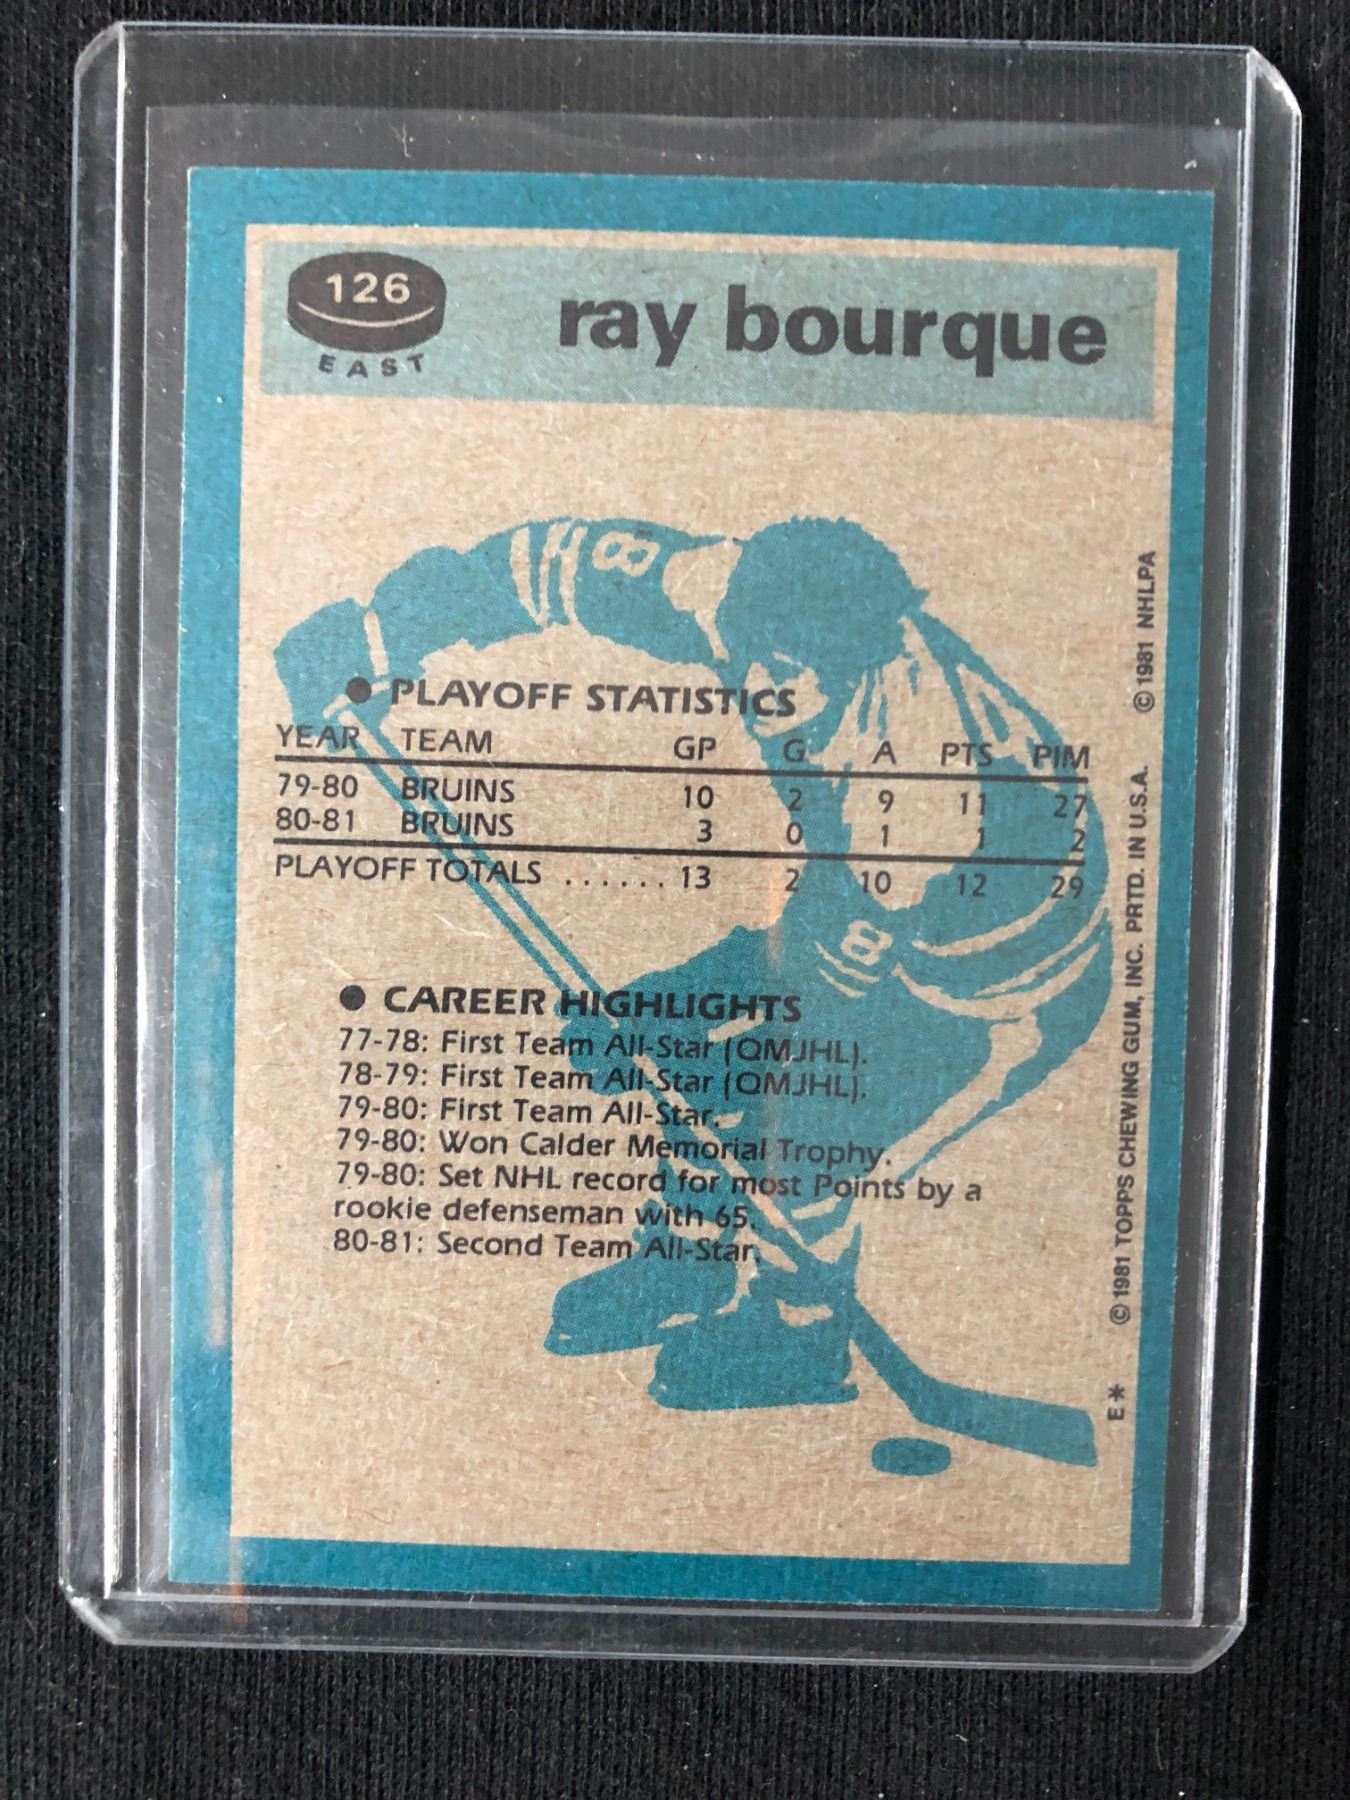 126
EAST
ray bourque
● PLAYOFF STATISTICS
YEAR TEAM GP G A PTS PIM
79-80 BRUINS 10 2 9 11 27
80-81 BRUINS 3 0 1 1 2
PLAYOFF TOTALS ...... 13 2 10 12 29
● CAREER HIGHLIGHTS
77-78: First Team All-Star (QMJHL).
78-79: First Team All-Star (QMJHL).
79-80: First Team All-Star.
79-80: Won Calder Memorial Trophy.
79-80: Set NHL record for most Points by a
rookie defenseman with 65.
80-81: Second Team All-Star.
8
8
E* © 1981 TOPPS CHEWING GUM, INC. PRTD. IN U.S.A. © 1981 NHLPA